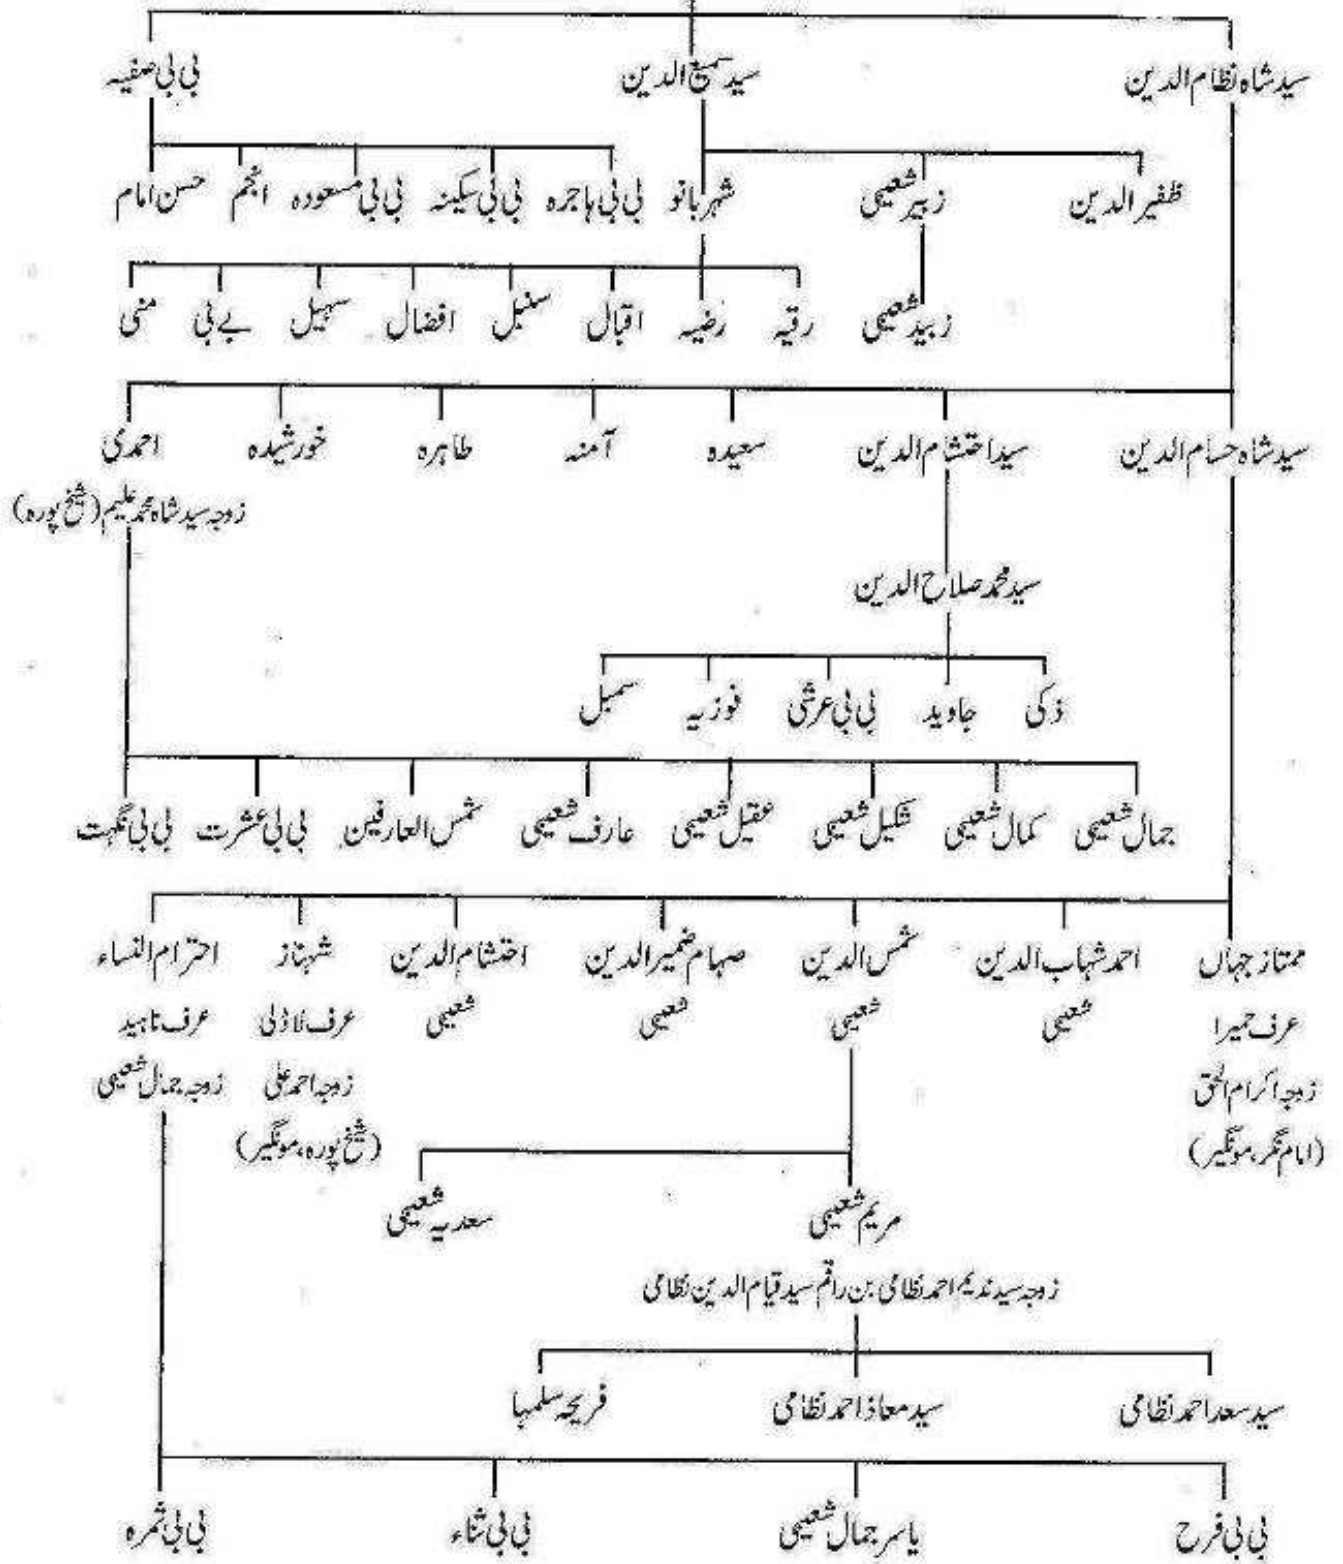 سید شاہ نظام الدین سید سمیع الدین بی بی صفیہ
ظفیر الدین زبیر شعیبی شہر بانو بی بی ہاجرہ بی بی سکینہ بی بی مسعودہ انجم حسن امام
زبید شعیبی رقیہ رضیہ اقبال سنبل افضال سہیل بے بی منی
سید شاہ حسام الدین سید احتشام الدین سعیدہ آمنہ طاہرہ خورشیدہ احمدی
زوجہ سید شاہ محمد علیم (شیخ پورہ)
سید محمد صلاح الدین
ذکی جاوید بی بی عرشی فوزیہ سمبل
جمال شعیبی کمال شعیبی شکیل شعیبی عقیل شعیبی عارف شعیبی شمس العارفین بی بی عشرت بی بی نگہت
ممتاز جہاں احمد شہاب الدین شمس الدین صہام ضمیر الدین احتشام الدین شہناز احترام النساء
عرف حمیرا شعیبی شعیبی شعیبی شعیبی عرف لاڈلی عرف ناہید
زوجہ اکرام الحق زوجہ احمد علی زوجہ جمال شعیبی
(امام نگر، مونگیر) (شیخ پورہ، مونگیر)
مریم شعیبی سعدیہ شعیبی
زوجہ سید ندیم احمد نظامی بن راقم سید قیام الدین نظامی
سید سعد احمد نظامی سید معاذ احمد نظامی فریحہ سلمہا
بی بی فرح یاسر جمال شعیبی بی بی ثناء بی بی ثمرہ